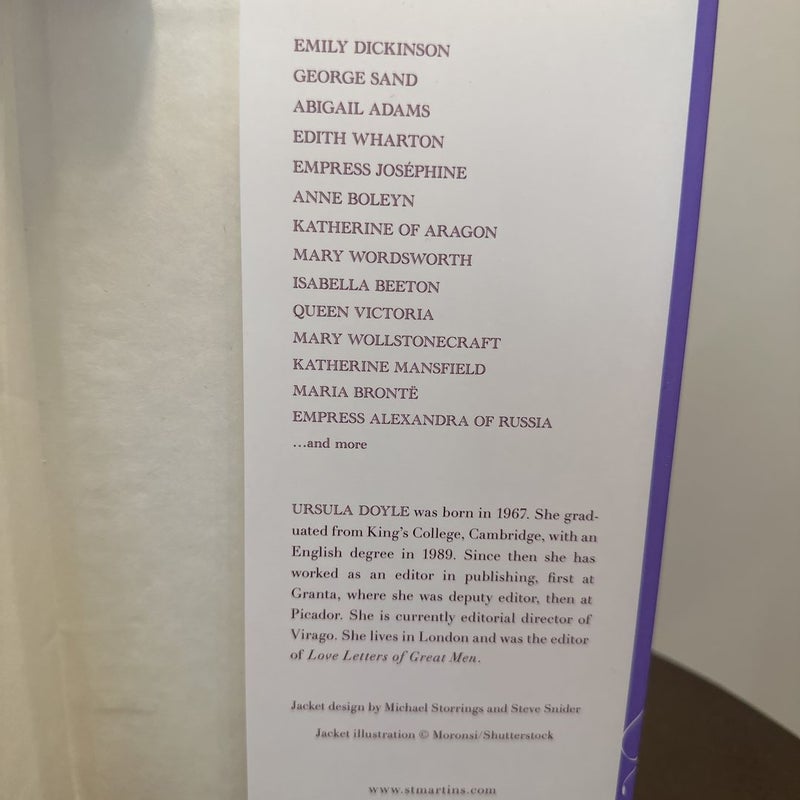 EMILY DICKINSON
GEORGE SAND
ABIGAIL ADAMS
EDITH WHARTON
EMPRESS JOSÉPHINE
ANNE BOLEYN
KATHERINE OF ARAGON
MARY WORDSWORTH
ISABELLA BEETON
QUEEN VICTORIA
MARY WOLLSTONECRAFT
KATHERINE MANSFIELD
MARIA BRONTË
EMPRESS ALEXANDRA OF RUSSIA
...and more
URSULA DOYLE was born in 1967. She grad-
uated from King's College, Cambridge, with an
English degree in 1989. Since then she has
worked as an editor in publishing, first at
Granta, where she was deputy editor, then at
Picador. She is currently editorial director of
Virago. She lives in London and was the editor
of Love Letters of Great Men.
Jacket design by Michael Storrings and Steve Snider
Jacket illustration © Moronsi/Shutterstock
www.stmartins.com